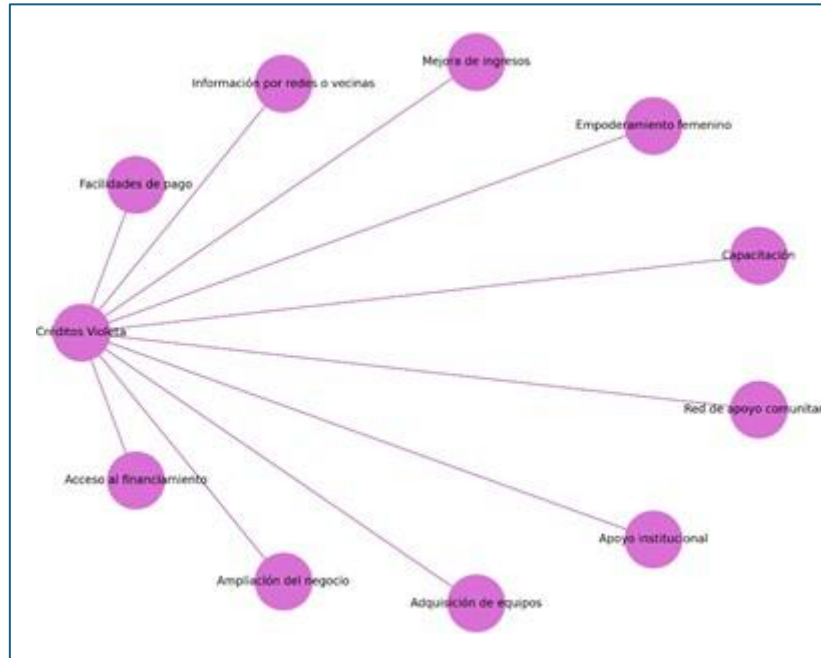 Mejora de ingresos
Información por redes o vecinas
Empoderamiento femenino
Facilidades de pago
Capacitación
Créditos Violeta
Red de apoyo comunitar
Acceso al financiamiento
Apoyo institucional
Ampliación del negocio
Adquisición de equipos